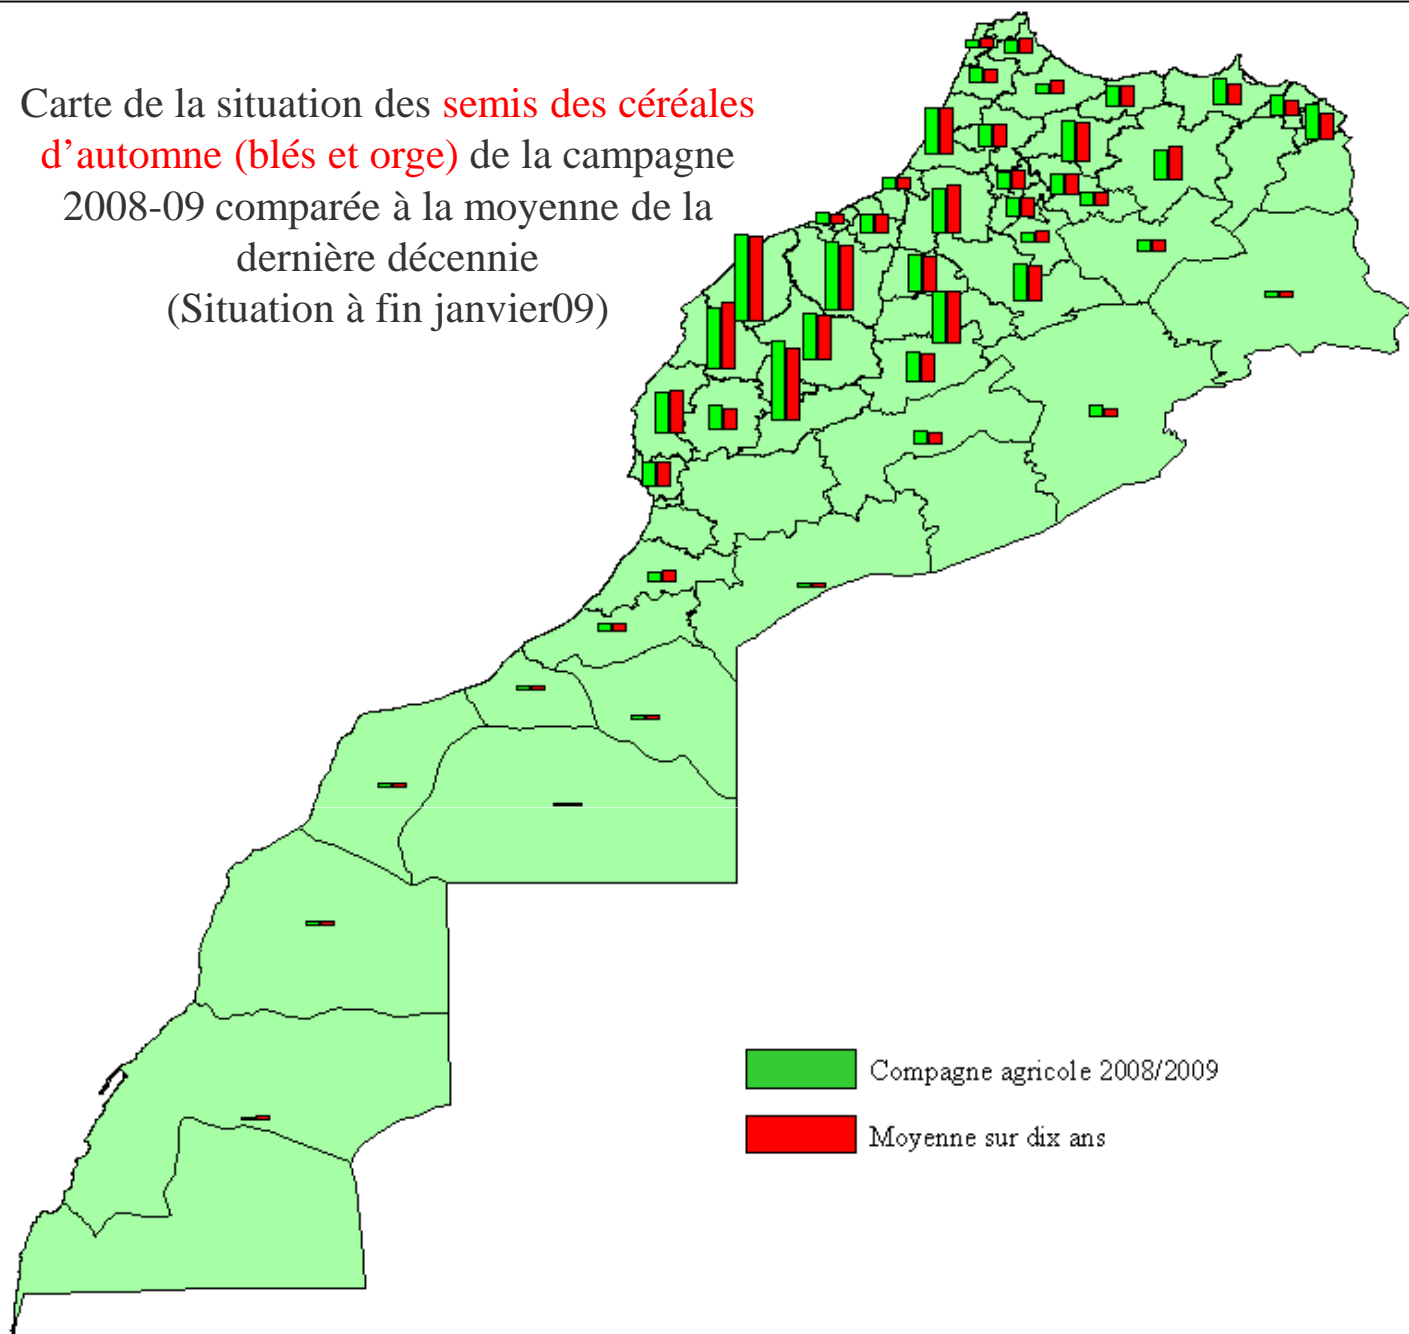 Carte de la situation des semis des céréales
d’automne (blés et orge) de la campagne
2008-09 comparée à la moyenne de la
dernière décennie
(Situation à fin janvier09)
Compagne agricole 2008/2009
Moyenne sur dix ans